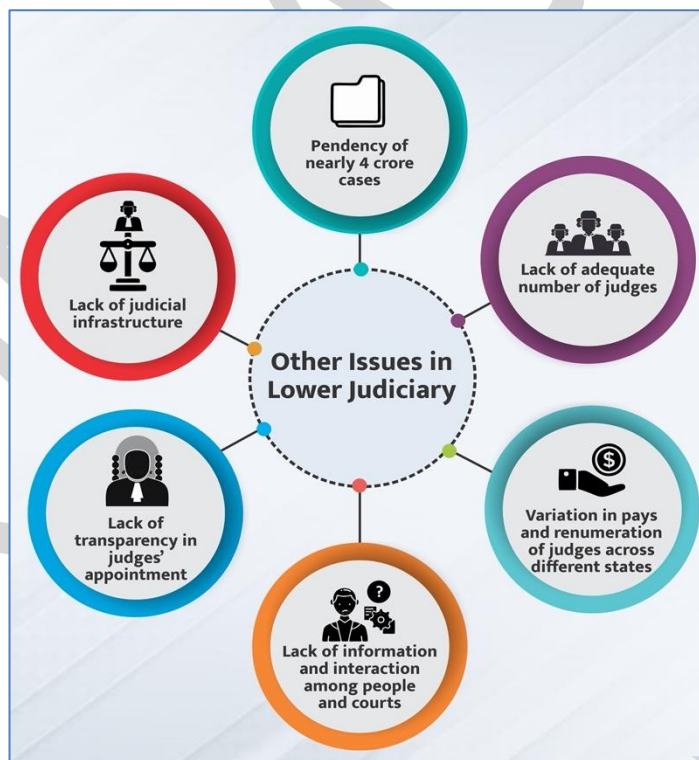 Pendency of
nearly 4 crore
cases
Lack of adequate
number of judges
Variation in pays
and renumeration
of judges across
different states
Lack of information
and interaction
among people
and courts
Lack of
transparency in
judges'
appointment
Lack of judicial
infrastructure
Other Issues in
Lower Judiciary
$
?